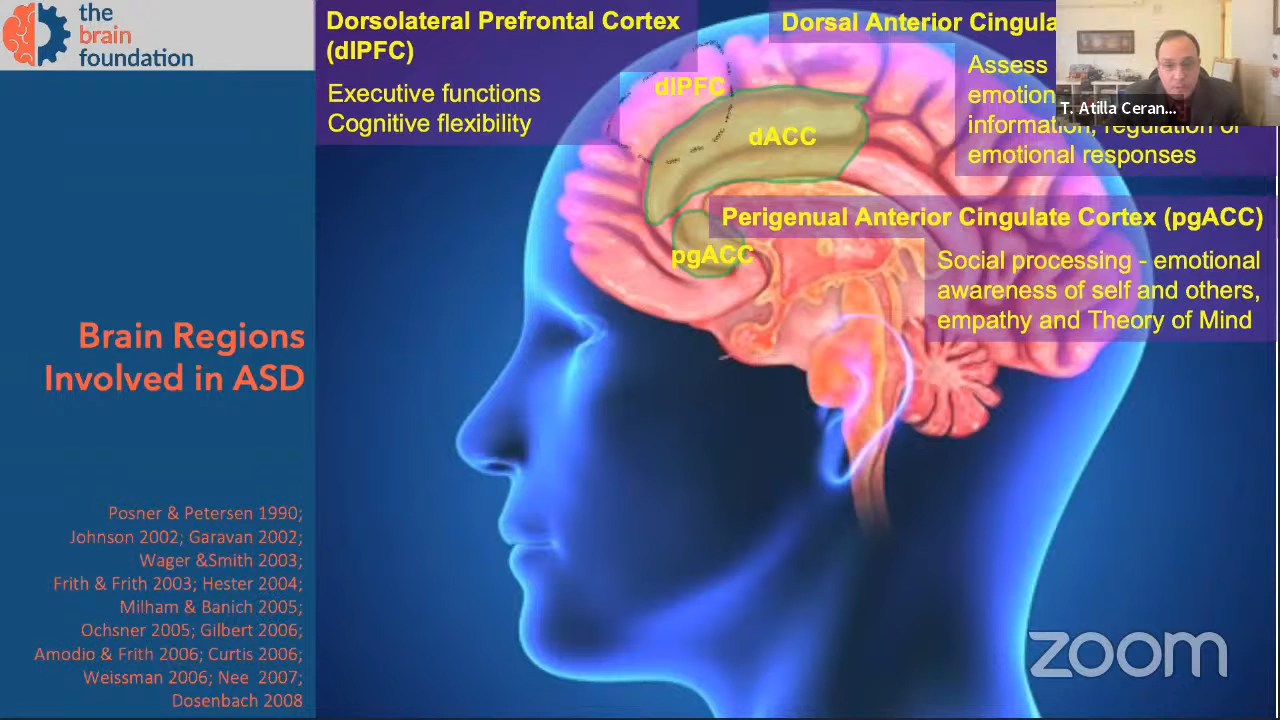 the
brain
foundation
Brain Regions
Involved in ASD
Posner & Petersen 1990;
Johnson 2002; Garavan 2002;
Wager &Smith 2003;
Frith & Frith 2003; Hester 2004;
Milham & Banich 2005;
Ochsner 2005; Gilbert 2006;
Amodio & Frith 2006; Curtis 2006;
Weissman 2006; Nee 2007;
Dosenbach 2008
Dorsolateral Prefrontal Cortex
(dlPFC)
Executive functions
Cognitive flexibility
dlPFC
dACC
pgACC
Dorsal Anterior
Assess
information, regulation of
emotional responses
T. Atilla Ceran...
Perigenual Anterior Cingulate Cortex (pgACC)
Social processing - emotional
awareness of self and others,
empathy and Theory of Mind
zoom